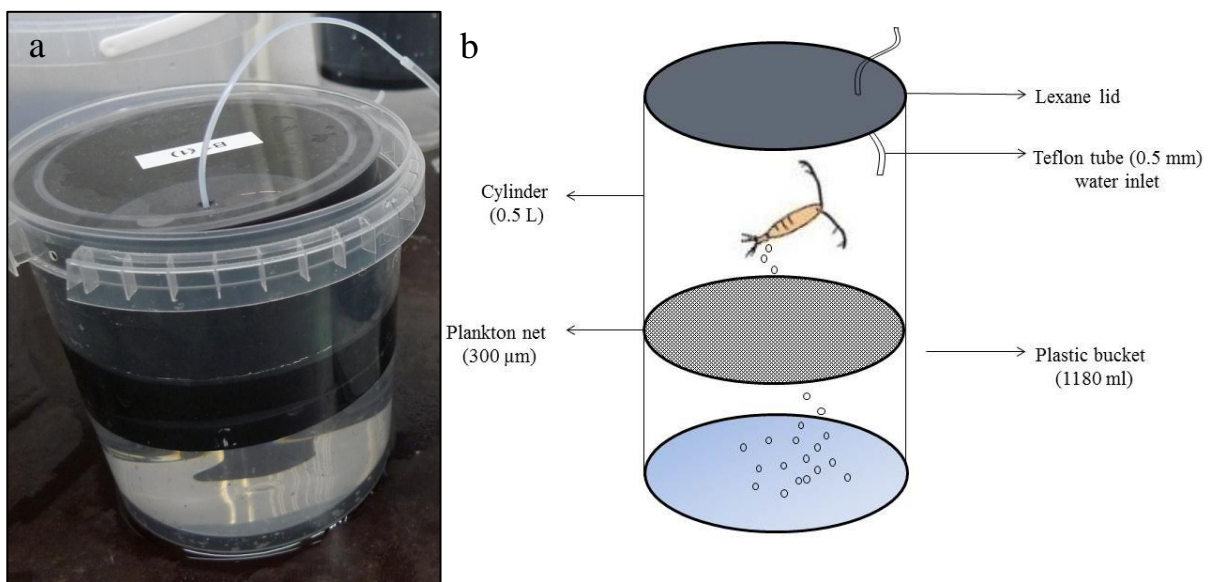 a
b
Lexane lid
Teflon tube (0.5 mm)
water inlet
Cylinder
(0.5 L)
Plankton net
(300 µm)
Plastic bucket
(1180 ml)